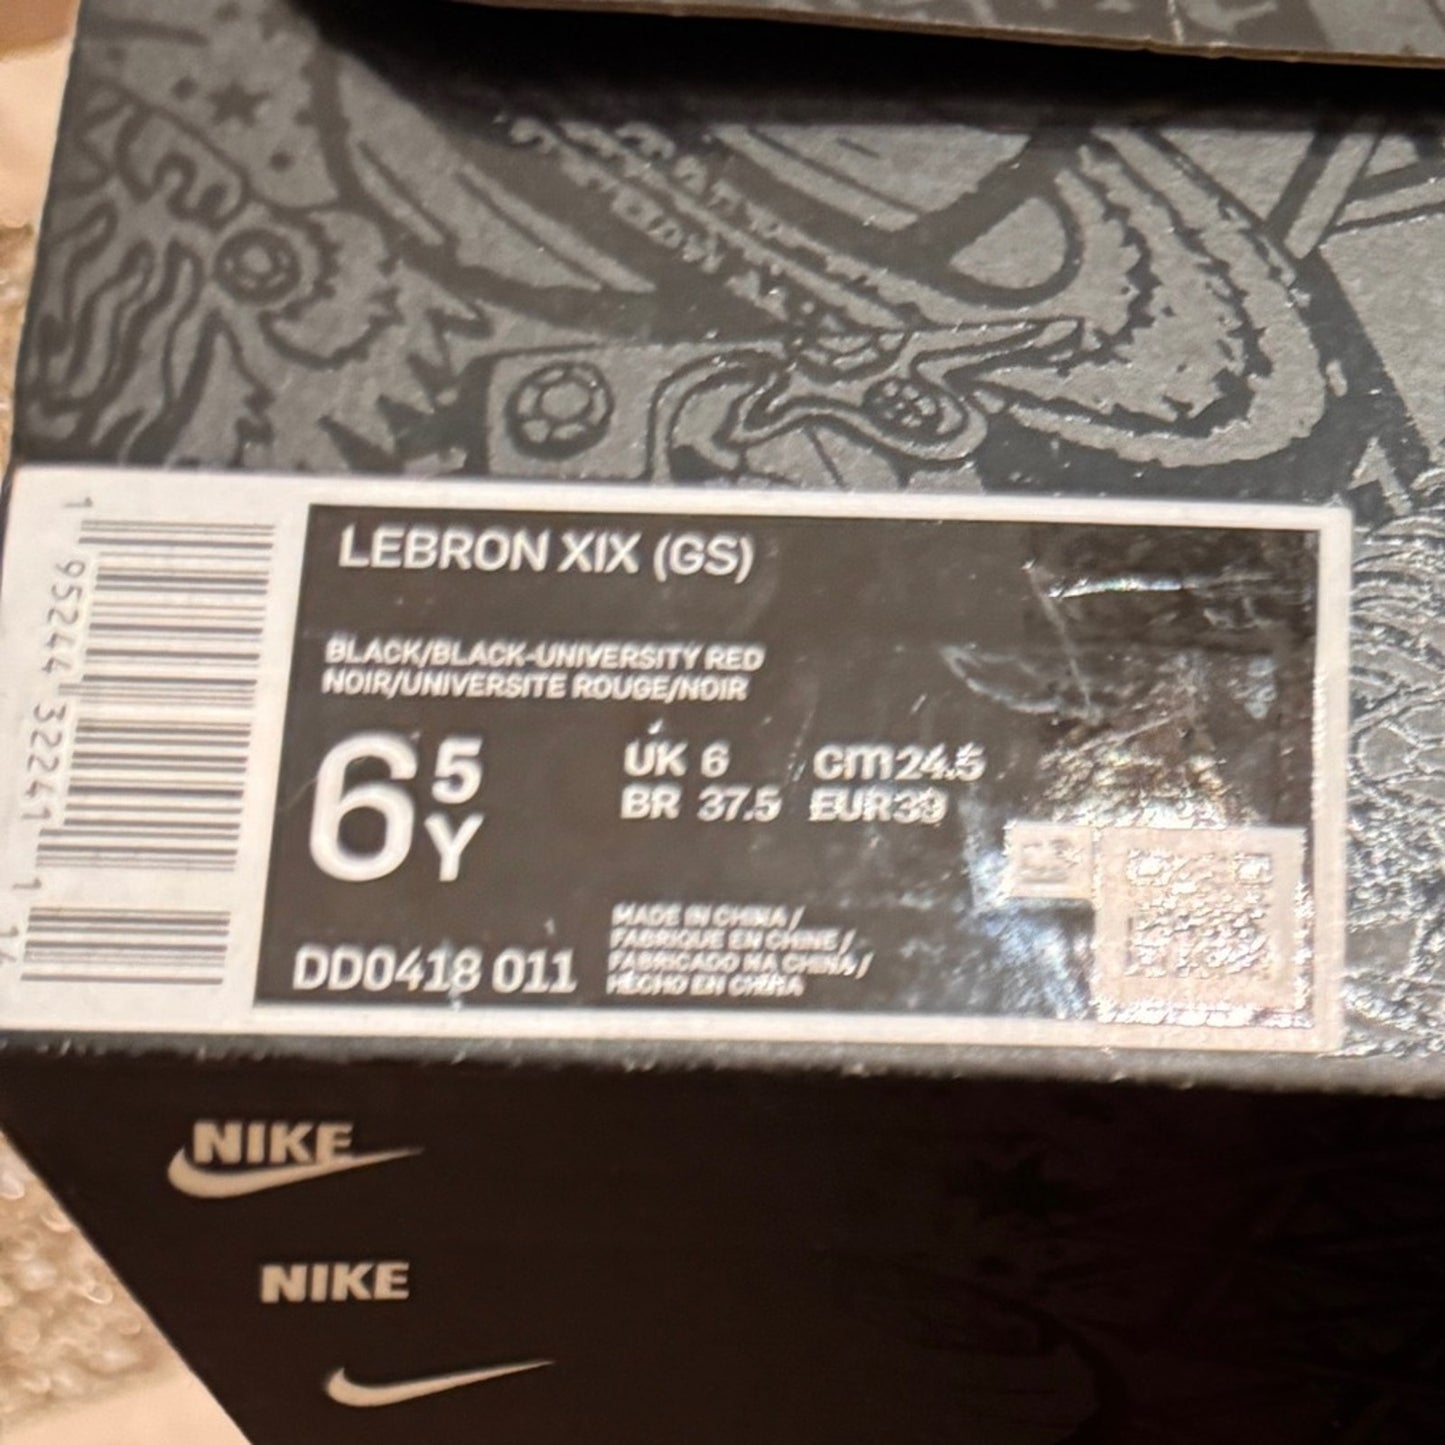 LEBRON XIX (GS)
BLACK/BLACK-UNIVERSITY RED
NOIR/UNIVERSITE ROUGE/NOIR
6 5 Y
UK 6 cm 24.5
BR 37.5 EUR 39
DD0418 011
MADE IN CHINA /
FABRIQUE EN CHINE /
FABRICADO NA CHINA /
HECHO EN CHINA
1 95244 32241 1 14
NIKE
NIKE